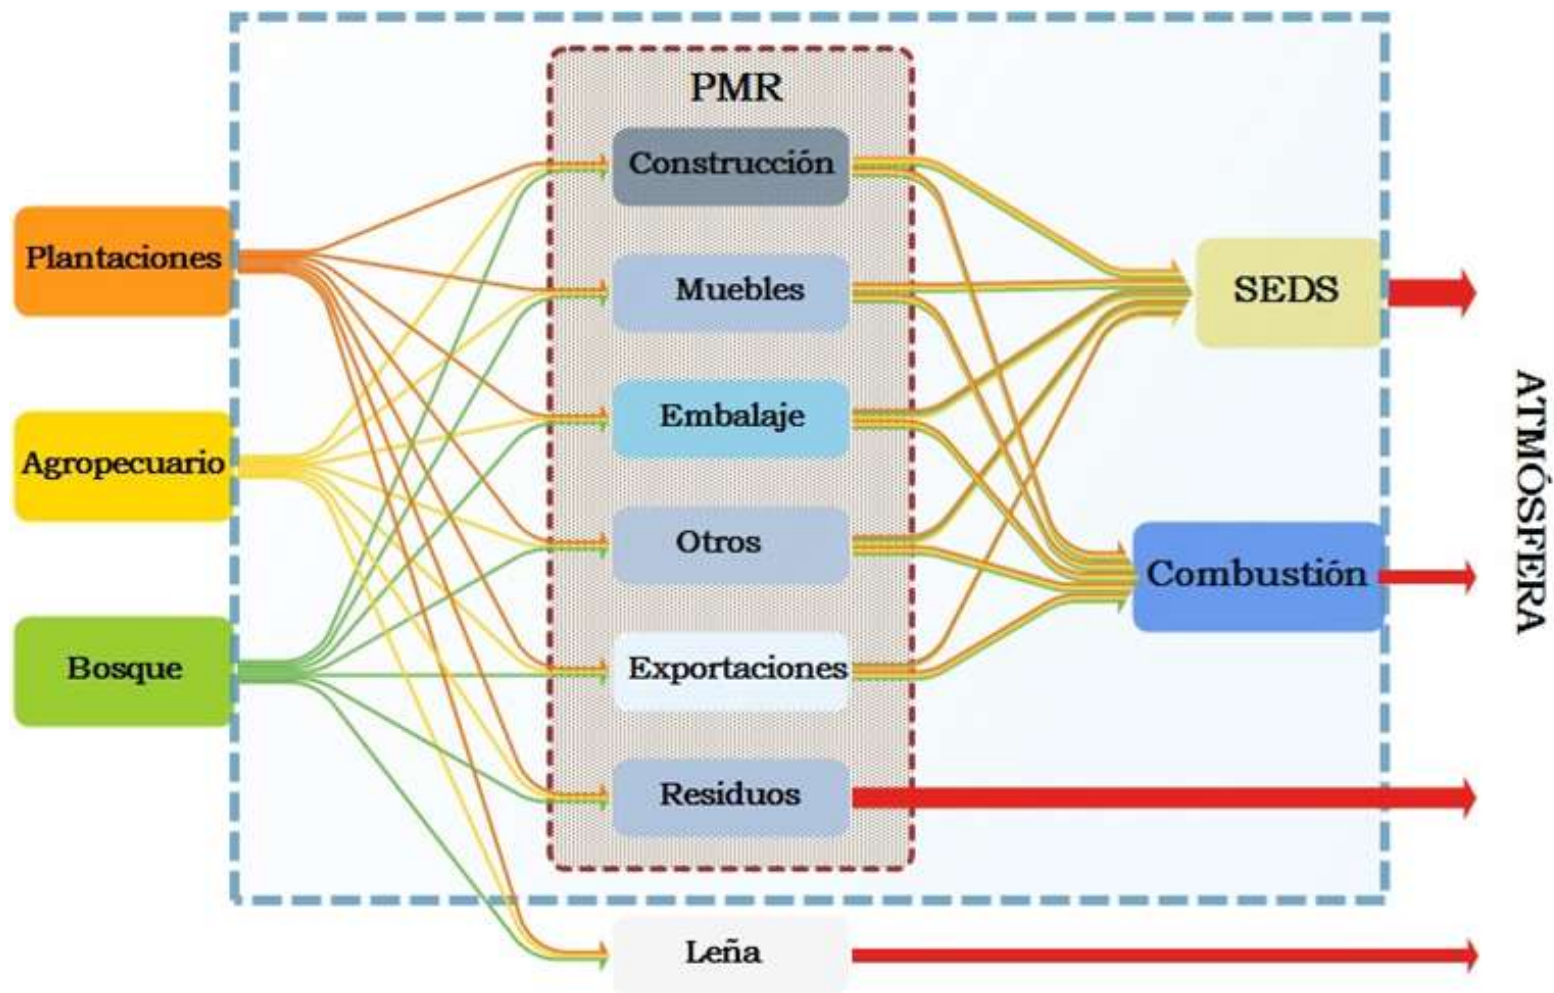 PMR
Construcción
Plantaciones
Muebles
SEDS
Embalaje
Agropecuario
Otros
Combustión
Bosque
Exportaciones
Residuos
Leña
ATMÓSFERA